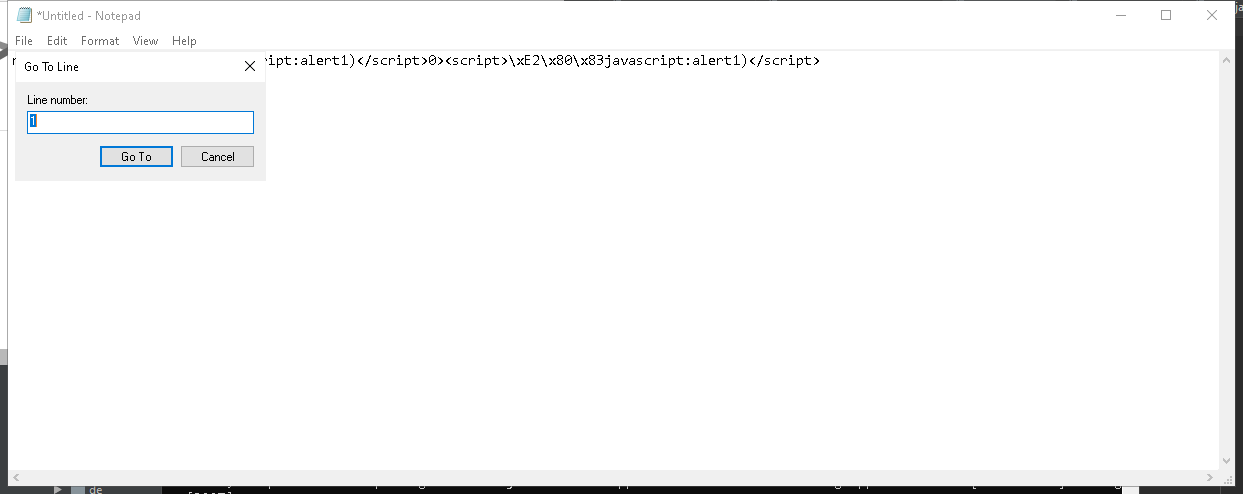 *Untitled - Notepad
File Edit Format View Help
ript:alert1)</script>0><script>\xE2\x80\x83javascript:alert1)</script>
Go To Line
Line number:
1
Go To Cancel
de